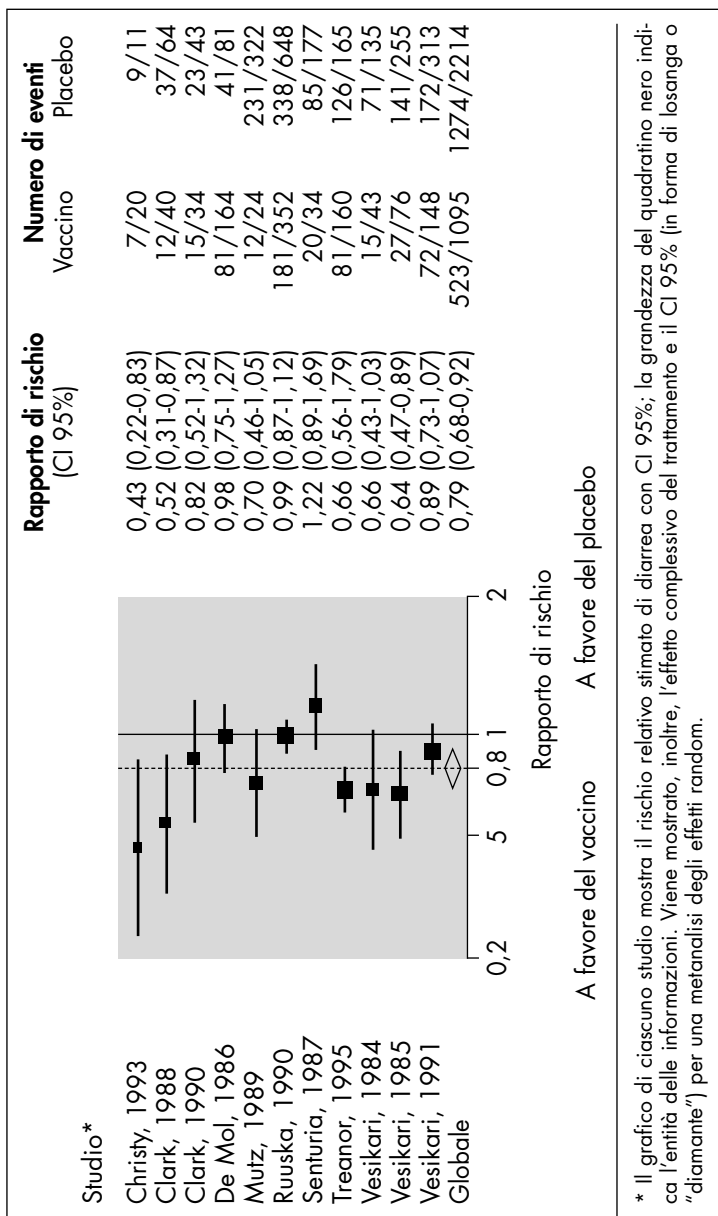 Rapporto di rischio Numero di eventi
Studio* (CI 95%) Vaccino Placebo
Christy, 1993 0,43 (0,22-0,83) 7/20 9/11
Clark, 1988 0,52 (0,31-0,87) 12/40 37/64
Clark, 1990 0,82 (0,52-1,32) 15/34 23/43
De Mol, 1986 0,98 (0,75-1,27) 81/164 41/81
Mutz, 1989 0,70 (0,46-1,05) 12/24 231/322
Ruuska, 1990 0,99 (0,87-1,12) 181/352 338/648
Senturia, 1987 1,22 (0,89-1,69) 20/34 85/177
Treanor, 1995 0,66 (0,56-1,79) 81/160 126/165
Vesikari, 1984 0,66 (0,43-1,03) 15/43 71/135
Vesikari, 1985 0,64 (0,47-0,89) 27/76 141/255
Vesikari, 1991 0,89 (0,73-1,07) 72/148 172/313
Globale 0,79 (0,68-0,92) 523/1095 1274/2214
0,2 5 0,8 1 2
Rapporto di rischio
A favore del vaccino A favore del placebo
* Il grafico di ciascuno studio mostra il rischio relativo stimato di diarrea con CI 95%; la grandezza del quadratino nero indi-
ca l'entità delle informazioni. Viene mostrato, inoltre, l'effetto complessivo del trattamento e il CI 95% (in forma di losanga o
"diamante") per una metanalisi degli effetti random.